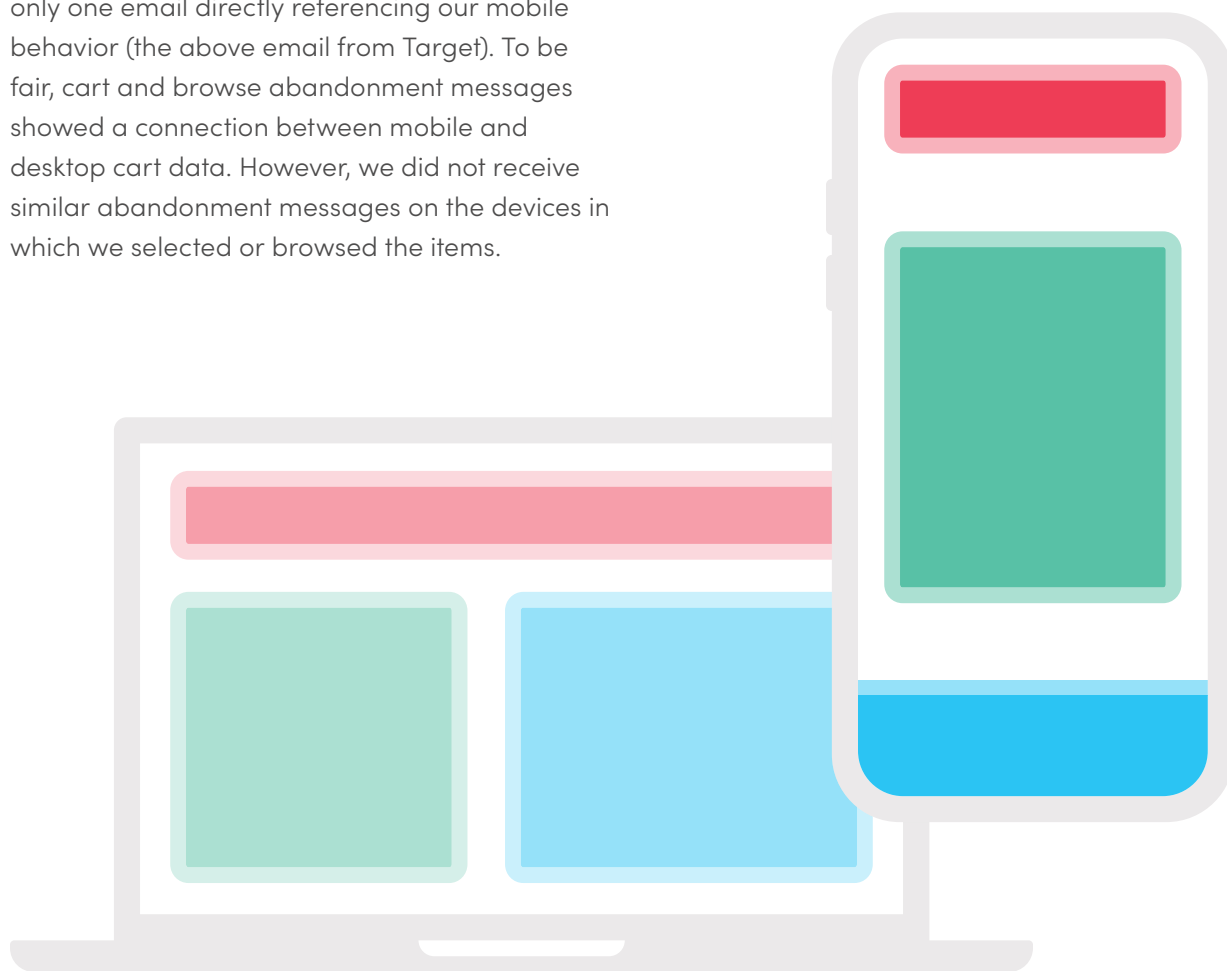 only one email directly referencing our mobile
behavior (the above email from Target). To be
fair, cart and browse abandonment messages
showed a connection between mobile and
desktop cart data. However, we did not receive
similar abandonment messages on the devices in
which we selected or browsed the items.